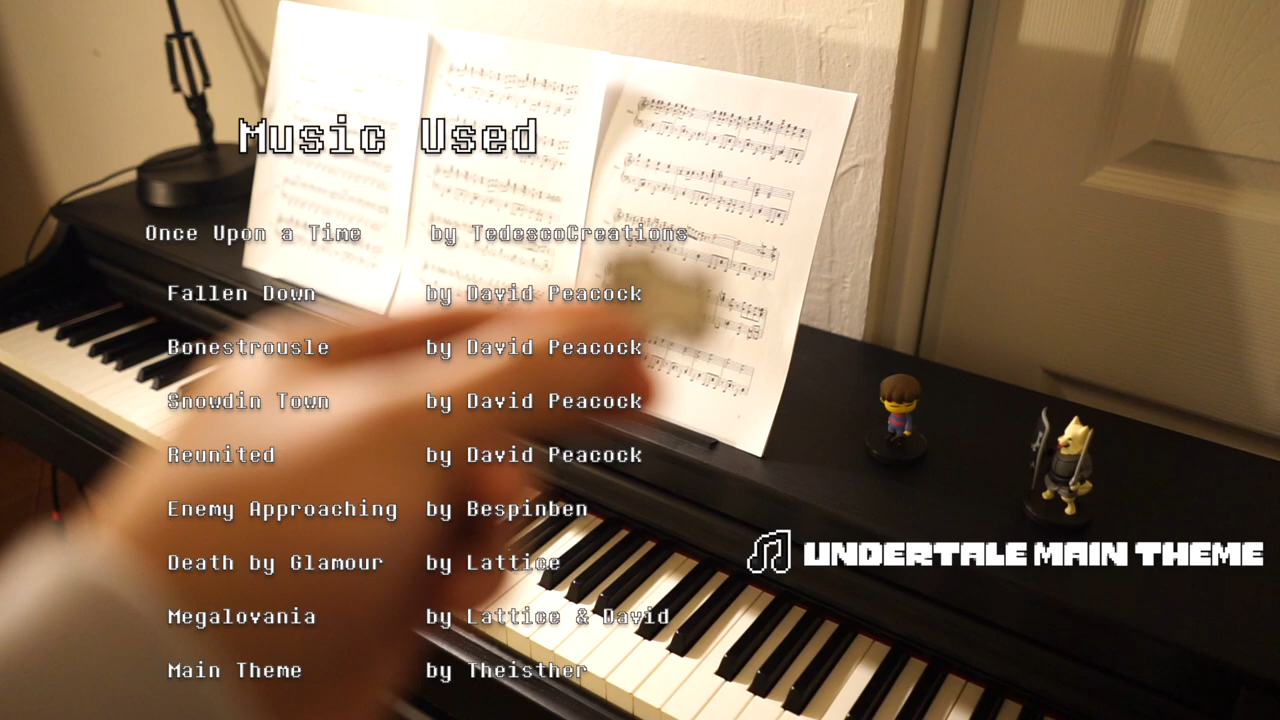 Music Used
Once Upon a Time by TedescoCreations
Fallen Down by David Peacock
Bonestrousle by David Peacock
Snowdin Town by David Peacock
Reunited by David Peacock
Enemy Approaching by Bespinben
Death by Glamour by Lattice
Megalovania by Lattice & David
Main Theme by Theisther
UNDERTALE MAIN THEME